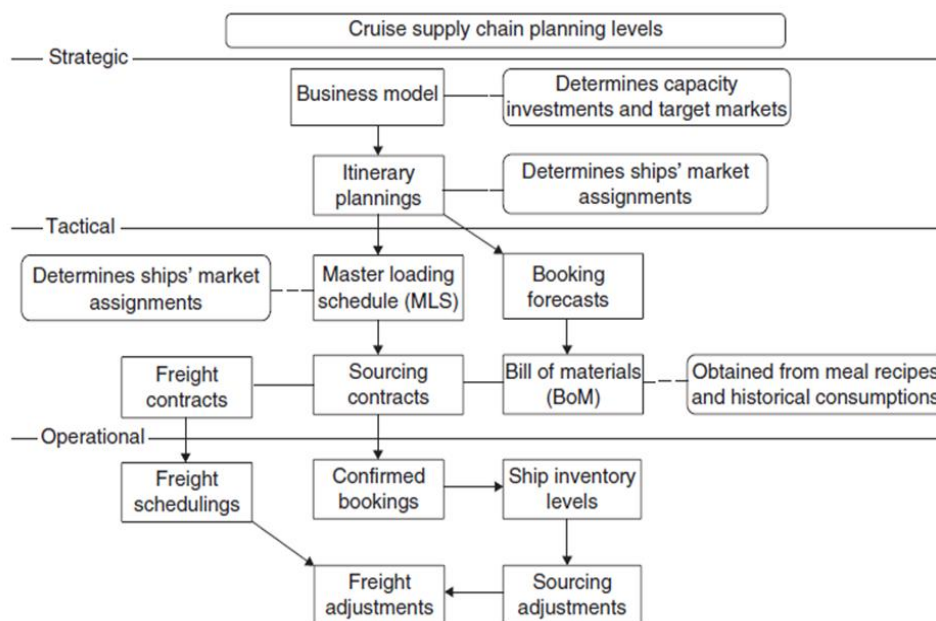 Cruise supply chain planning levels
Strategic
Business model
Determines capacity
investments and target markets
Itinerary
plannings
Determines ships' market
assignments
Tactical
Determines ships' market
assignments
Master loading
schedule (MLS)
Booking
forecasts
Freight
contracts
Sourcing
contracts
Bill of materials
(BoM)
Obtained from meal recipes
and historical consumptions
Operational
Freight
schedulings
Confirmed
bookings
Ship inventory
levels
Freight
adjustments
Sourcing
adjustments